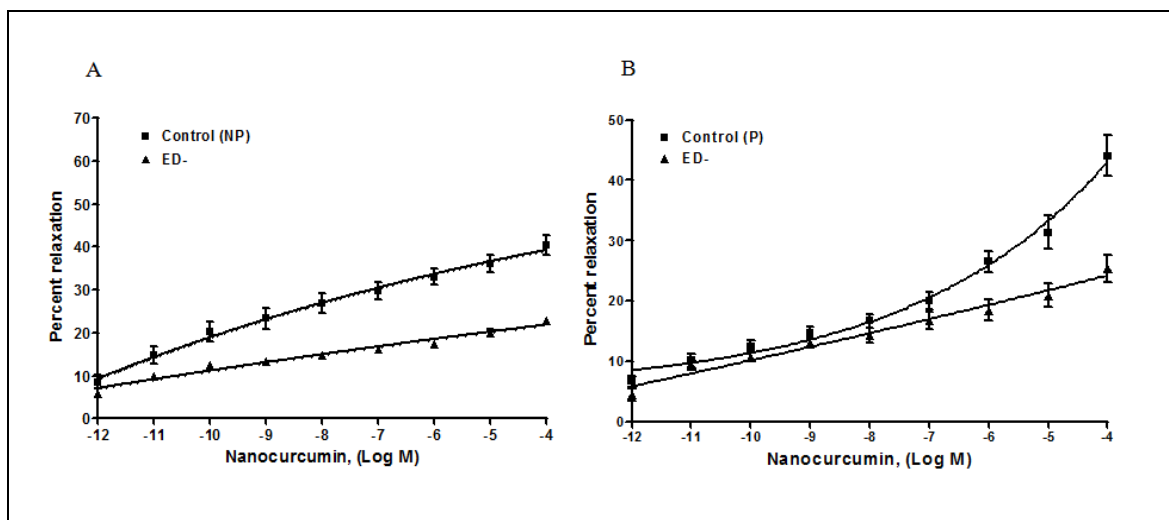 A
70
60
50
40
30
20
10
0
Percent relaxation
Control (NP)
ED-
-12 -11 -10 -9 -8 -7 -6 -5 -4
Nanocurcumin, (Log M)
B
50
40
30
20
10
0
Percent relaxation
Control (P)
ED-
-12 -11 -10 -9 -8 -7 -6 -5 -4
Nanocurcumin, (Log M)